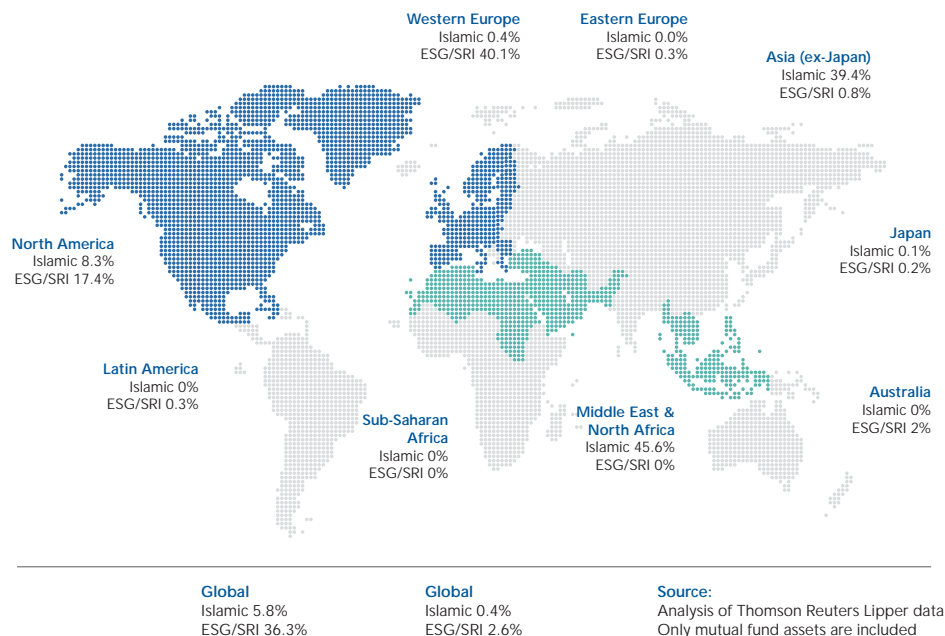 Western Europe
Islamic 0.4%
ESG/SRI 40.1%
Eastern Europe
Islamic 0.0%
ESG/SRI 0.3%
Asia (ex-Japan)
Islamic 39.4%
ESG/SRI 0.8%
North America
Islamic 8.3%
ESG/SRI 17.4%
Japan
Islamic 0.1%
ESG/SRI 0.2%
Latin America
Islamic 0%
ESG/SRI 0.3%
Sub-Saharan
Africa
Islamic 0%
ESG/SRI 0%
Middle East &
North Africa
Islamic 45.6%
ESG/SRI 0%
Australia
Islamic 0%
ESG/SRI 2%
Global
Islamic 5.8%
ESG/SRI 36.3%
Global
Islamic 0.4%
ESG/SRI 2.6%
Source:
Analysis of Thomson Reuters Lipper data
Only mutual fund assets are included